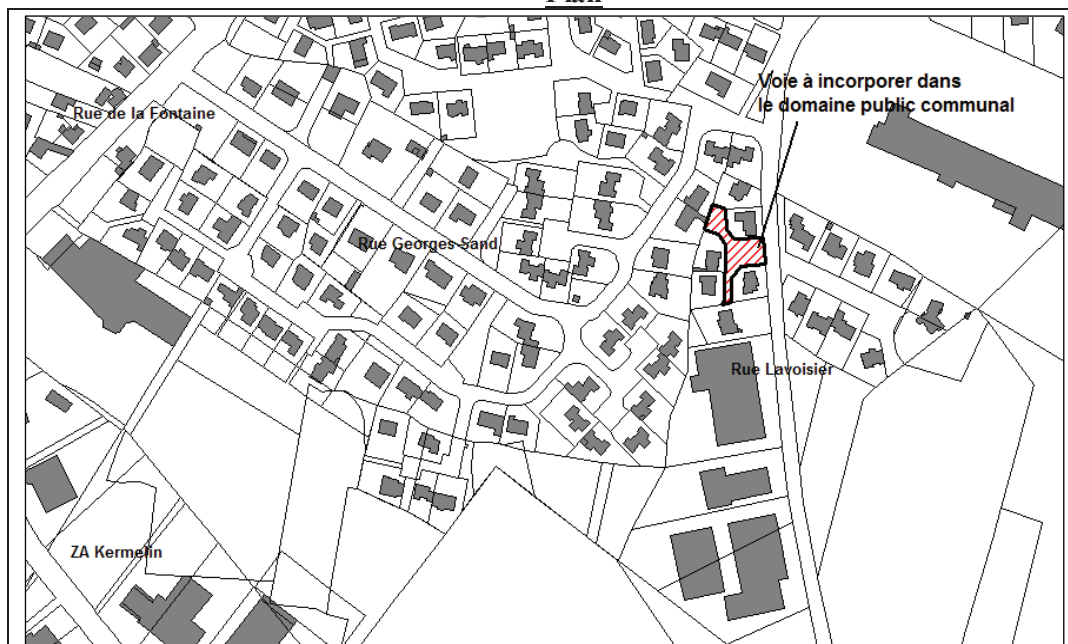 Plan
Voie à incorporer dans
le domaine public communal
Rue de la Fontaine
Rue Georges Sand
Rue Lavoisier
ZA Kermelin